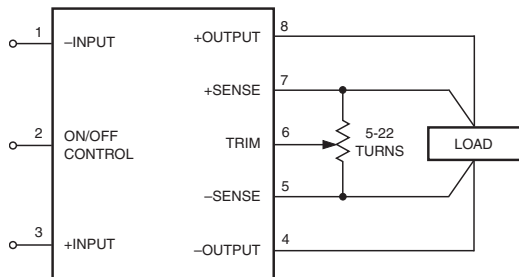 1
–INPUT
2
ON/OFF
CONTROL
3
+INPUT
+OUTPUT
8
+SENSE
7
TRIM
6
5-22
TURNS
LOAD
–SENSE
5
–OUTPUT
4